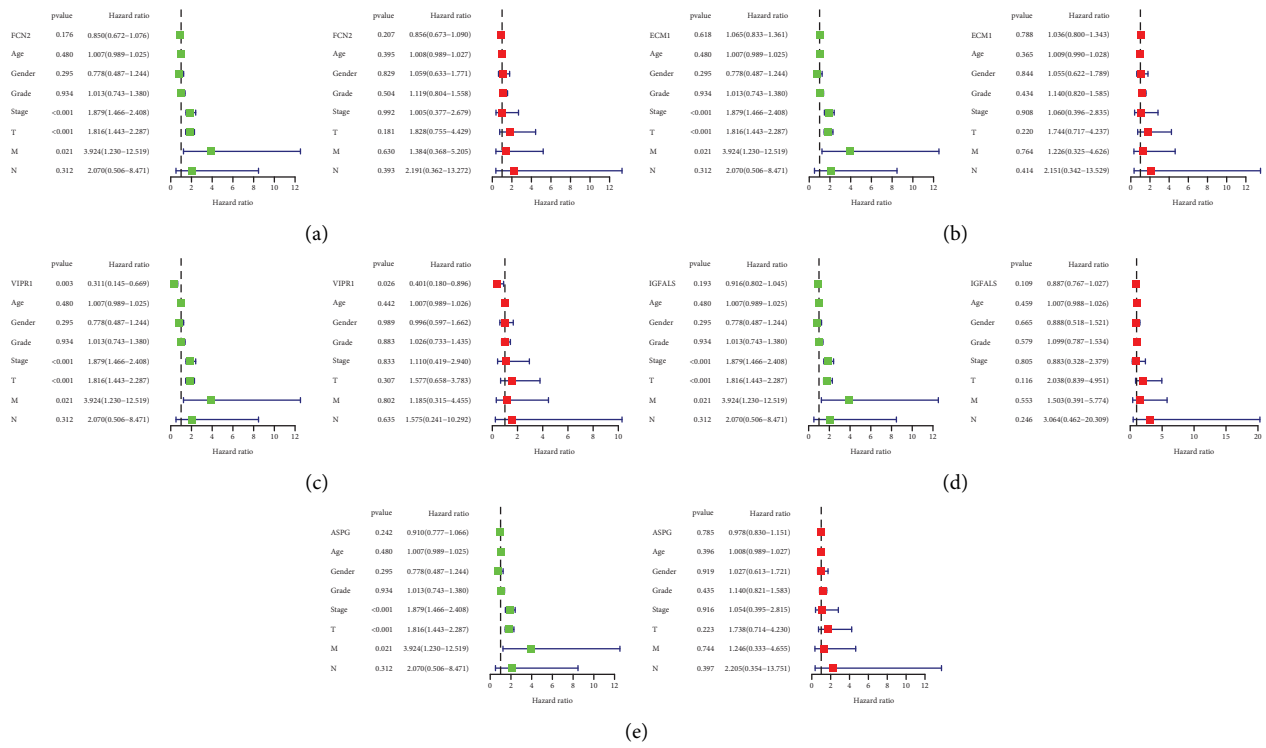 pvalue Hazard ratio
FCN2 0.176 0.850(0.672−1.076)
Age 0.480 1.007(0.989−1.025)
Gender 0.295 0.778(0.487−1.244)
Grade 0.934 1.013(0.743−1.380)
Stage <0.001 1.879(1.466−2.408)
T <0.001 1.816(1.443−2.287)
M 0.021 3.924(1.230−12.519)
N 0.312 2.070(0.506−8.471)
0 2 4 6 8 10 12
Hazard ratio
pvalue Hazard ratio
FCN2 0.207 0.856(0.673−1.090)
Age 0.395 1.008(0.989−1.027)
Gender 0.829 1.059(0.633−1.771)
Grade 0.504 1.119(0.804−1.558)
Stage 0.992 1.005(0.377−2.679)
T 0.181 1.828(0.755−4.429)
M 0.630 1.384(0.368−5.205)
N 0.393 2.191(0.362−13.272)
0 2 4 6 8 10 12
Hazard ratio
(a)
pvalue Hazard ratio
ECM1 0.618 1.065(0.833−1.361)
Age 0.480 1.007(0.989−1.025)
Gender 0.295 0.778(0.487−1.244)
Grade 0.934 1.013(0.743−1.380)
Stage <0.001 1.879(1.466−2.408)
T <0.001 1.816(1.443−2.287)
M 0.021 3.924(1.230−12.519)
N 0.312 2.070(0.506−8.471)
0 2 4 6 8 10 12
Hazard ratio
pvalue Hazard ratio
ECM1 0.788 1.036(0.800−1.343)
Age 0.365 1.009(0.990−1.028)
Gender 0.844 1.055(0.622−1.789)
Grade 0.434 1.140(0.820−1.585)
Stage 0.908 1.060(0.396−2.835)
T 0.220 1.744(0.717−4.237)
M 0.764 1.226(0.325−4.626)
N 0.414 2.151(0.342−13.529)
0 2 4 6 8 10 12
Hazard ratio
(b)
pvalue Hazard ratio
VIPR1 0.003 0.311(0.145−0.669)
Age 0.480 1.007(0.989−1.025)
Gender 0.295 0.778(0.487−1.244)
Grade 0.934 1.013(0.743−1.380)
Stage <0.001 1.879(1.466−2.408)
T <0.001 1.816(1.443−2.287)
M 0.021 3.924(1.230−12.519)
N 0.312 2.070(0.506−8.471)
0 2 4 6 8 10 12
Hazard ratio
pvalue Hazard ratio
VIPR1 0.026 0.401(0.180−0.896)
Age 0.442 1.007(0.989−1.026)
Gender 0.989 0.996(0.597−1.662)
Grade 0.883 1.026(0.733−1.435)
Stage 0.833 1.110(0.419−2.940)
T 0.307 1.577(0.658−3.783)
M 0.802 1.185(0.315−4.455)
N 0.635 1.575(0.241−10.292)
0 2 4 6 8 10
Hazard ratio
(c)
pvalue Hazard ratio
IGFALS 0.193 0.916(0.802−1.045)
Age 0.480 1.007(0.989−1.025)
Gender 0.295 0.778(0.487−1.244)
Grade 0.934 1.013(0.743−1.380)
Stage <0.001 1.879(1.466−2.408)
T <0.001 1.816(1.443−2.287)
M 0.021 3.924(1.230−12.519)
N 0.312 2.070(0.506−8.471)
0 2 4 6 8 10 12
Hazard ratio
pvalue Hazard ratio
IGFALS 0.109 0.887(0.767−1.027)
Age 0.459 1.007(0.988−1.026)
Gender 0.665 0.888(0.518−1.521)
Grade 0.579 1.099(0.787−1.534)
Stage 0.805 0.883(0.328−2.379)
T 0.116 2.038(0.839−4.951)
M 0.553 1.503(0.391−5.774)
N 0.246 3.064(0.462−20.309)
0 5 10 15 20
Hazard ratio
(d)
pvalue Hazard ratio
ASPG 0.242 0.910(0.777−1.066)
Age 0.480 1.007(0.989−1.025)
Gender 0.295 0.778(0.487−1.244)
Grade 0.934 1.013(0.743−1.380)
Stage <0.001 1.879(1.466−2.408)
T <0.001 1.816(1.443−2.287)
M 0.021 3.924(1.230−12.519)
N 0.312 2.070(0.506−8.471)
0 2 4 6 8 10 12
Hazard ratio
pvalue Hazard ratio
ASPG 0.785 0.978(0.830−1.151)
Age 0.396 1.008(0.989−1.027)
Gender 0.919 1.027(0.613−1.721)
Grade 0.435 1.140(0.821−1.583)
Stage 0.916 1.054(0.395−2.815)
T 0.223 1.738(0.714−4.230)
M 0.744 1.246(0.333−4.655)
N 0.397 2.205(0.354−13.751)
0 2 4 6 8 10 12
Hazard ratio
(e)